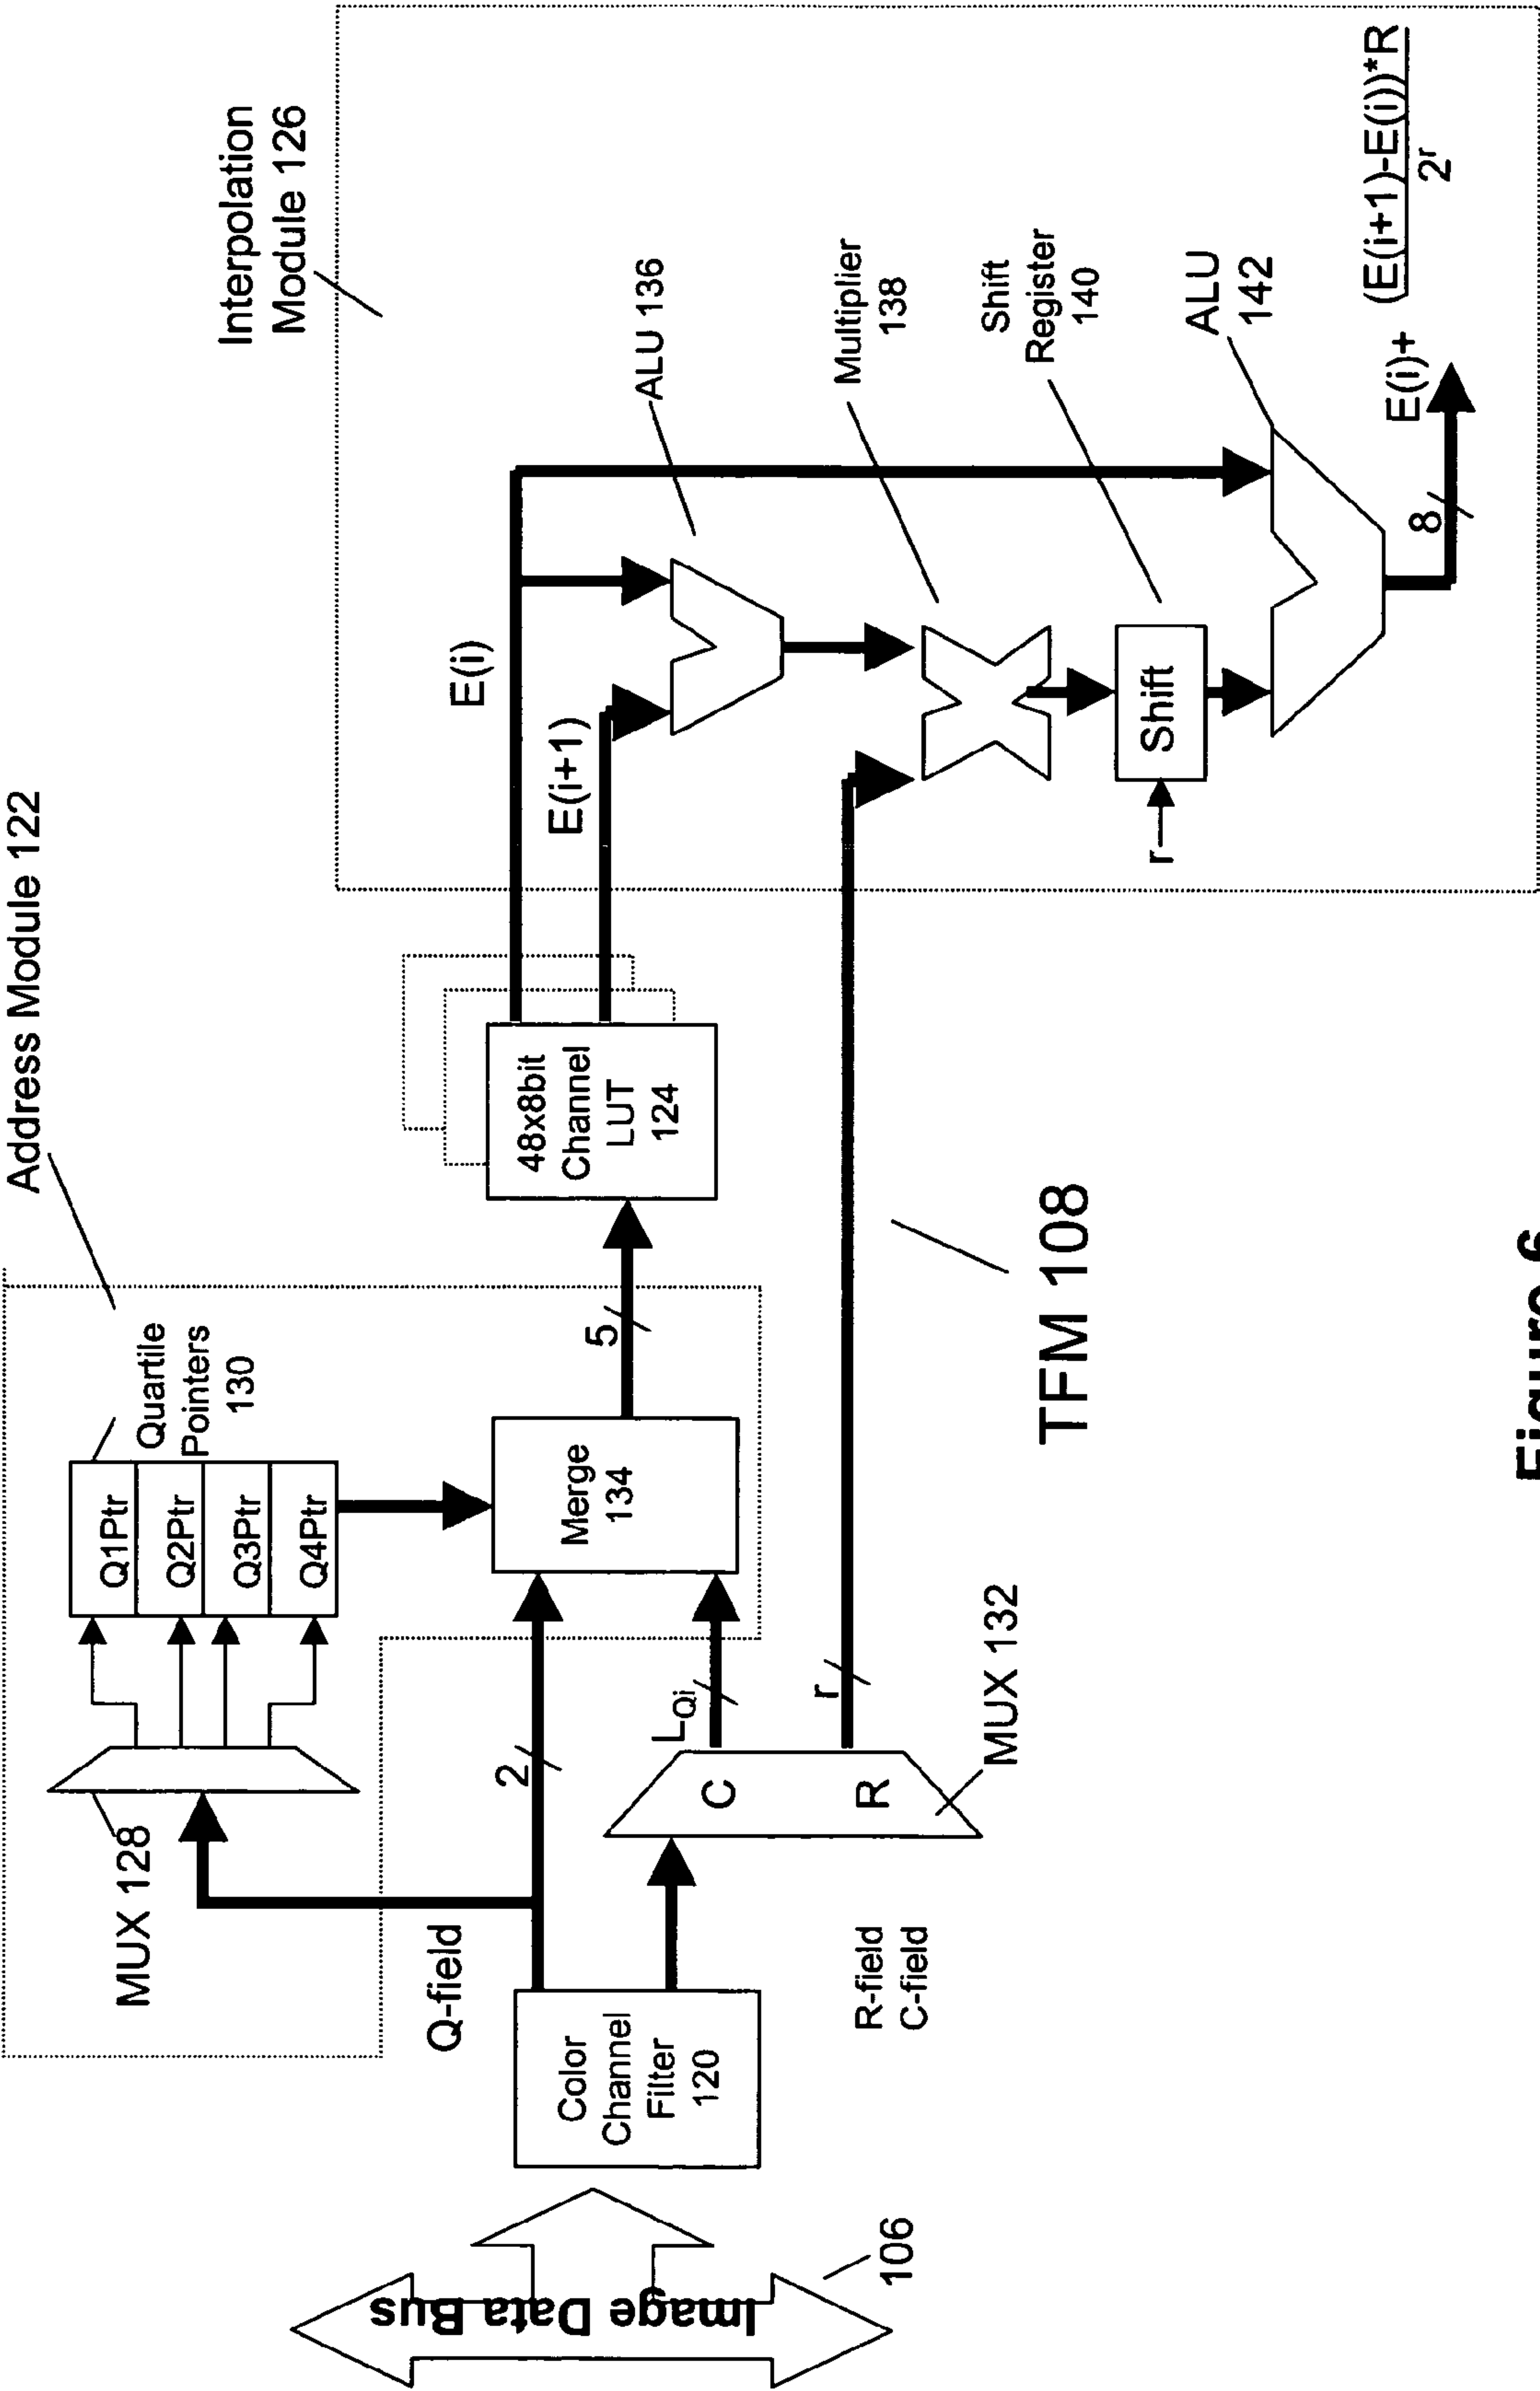 Address Module 122
Interpolation
Module 126
MUX 128
Q1Ptr
Q2Ptr
Q3Ptr
Q4Ptr
Quartile
Pointers
130
Q-field
2
Merge
134
5
48x8bit
Channel
LUT
124
E(i)
E(i+1)
ALU 136
Multiplier
138
Shift
Register
140
ALU
142
Image Data Bus
106
Color
Channel
Filter
120
R-field
C-field
C
R
LQi
r
MUX 132
TFM 108
r
Shift
8
E(i)+ (E(i+1)-E(i))*R
2r
Figure 6